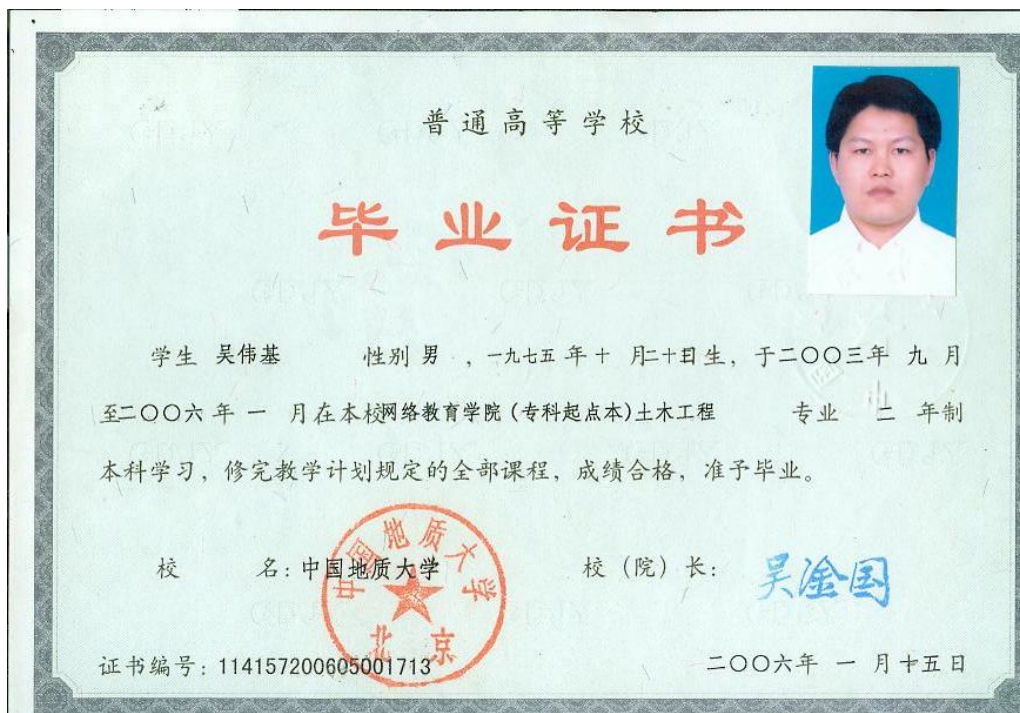 普通高等学校
毕业证书
学生 吴伟基 性别 男 ，一九七五年十月二十日生，于二〇〇三年九月
至二〇〇六年一月在本校网络教育学院(专科起点本)土木工程 专业 二 年制
本科学习，修完教学计划规定的全部课程，成绩合格，准予毕业。
校 名：中国地质大学 校（院）长： 吴淦国
中国地质大学
北京
证书编号：114157200605001713 二〇〇六年一月十五日